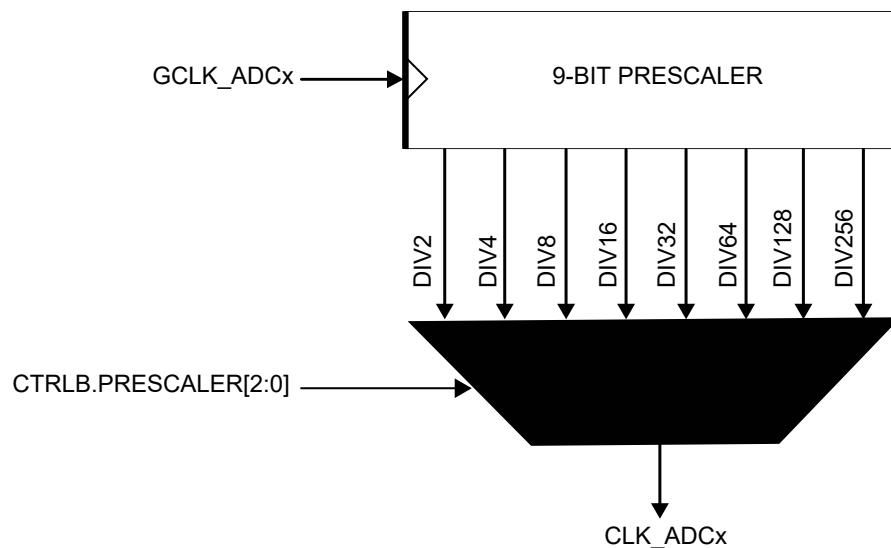 GCLK_ADCx
9-BIT PRESCALER
DIV2
DIV4
DIV8
DIV16
DIV32
DIV64
DIV128
DIV256
CTRLB.PRESCALER[2:0]
CLK_ADCx